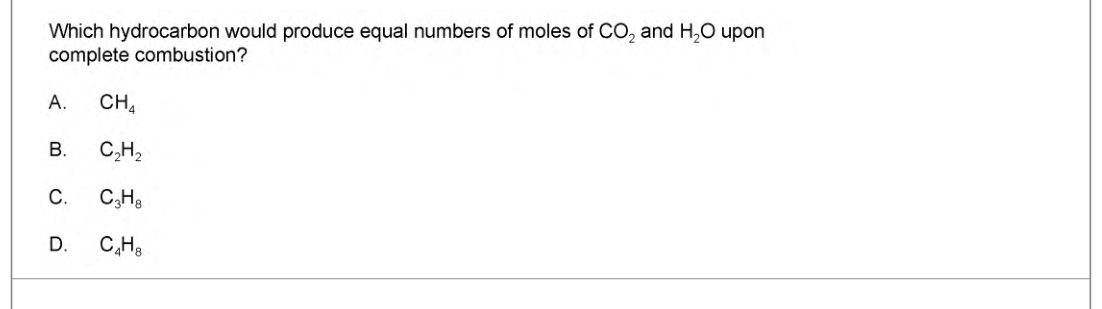 Which hydrocarbon would produce equal numbers of moles of CO₂ and H₂O upon
complete combustion?
A. CH₄
B. C₂H₂
C. C₃H₈
D. C₄H₈